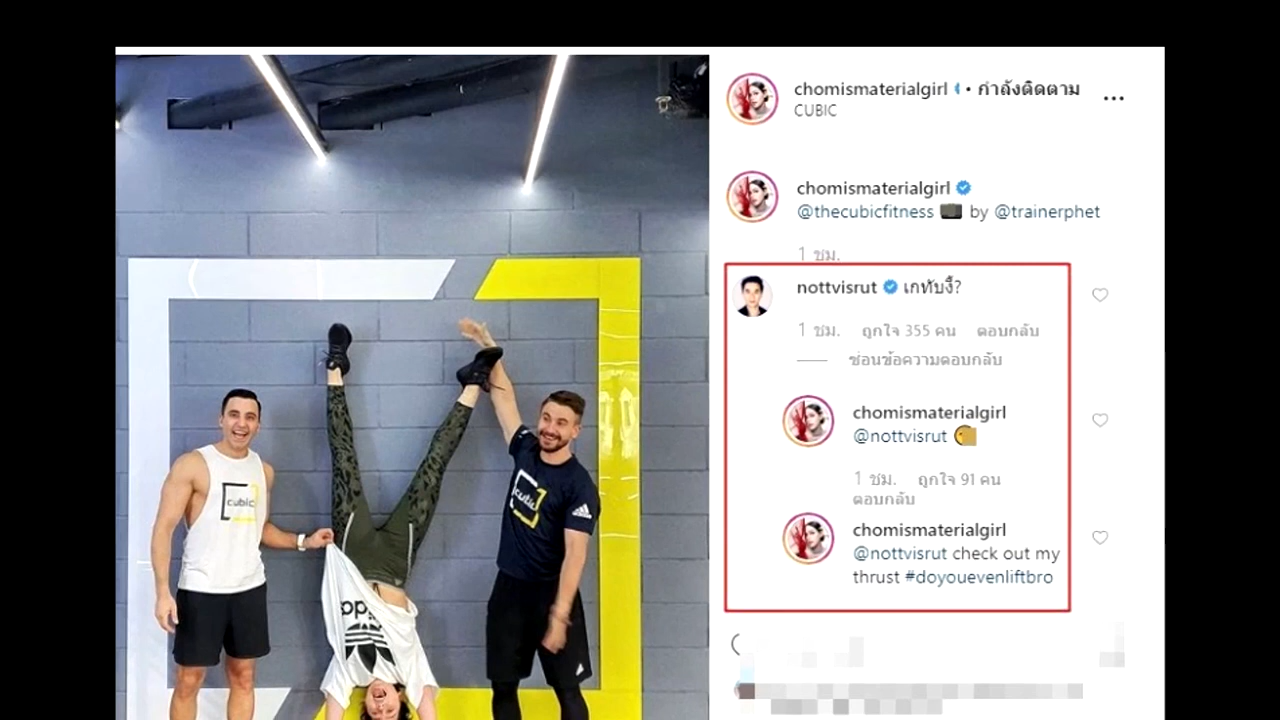 chomismaterialgirl • กำลังติดตาม
CUBIC
chomismaterialgirl
@thecubicfitness by @trainerphet
1 ชม.
nottvisrut เกทับงี้?
1 ชม. ถูกใจ 355 คน ตอบกลับ
ซ่อนข้อความตอบกลับ
chomismaterialgirl
@nottvisrut
1 ชม. ถูกใจ 91 คน
ตอบกลับ
chomismaterialgirl
@nottvisrut check out my
thrust #doyouevenliftbro
cubic
cubic